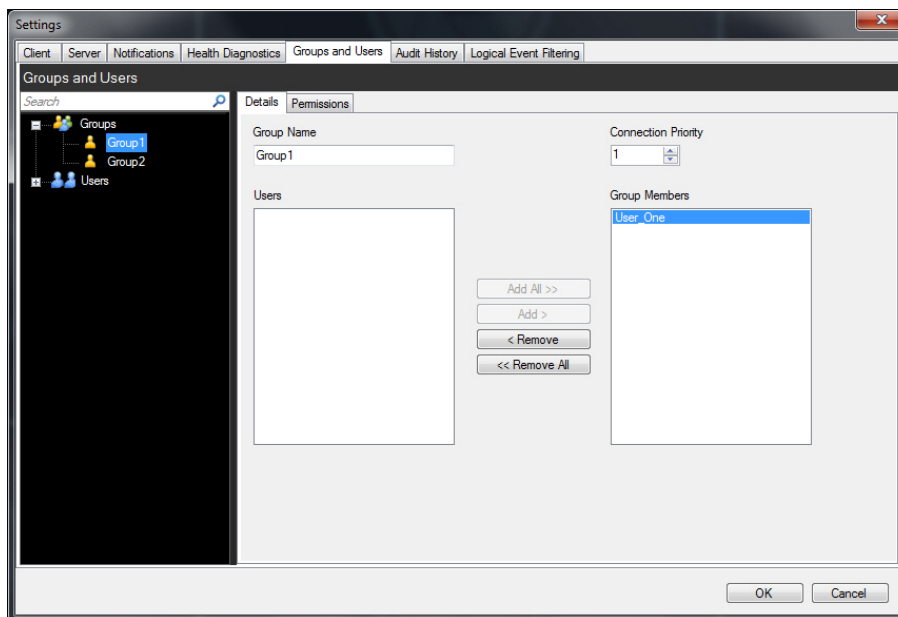 Settings
Client Server Notifications Health Diagnostics Groups and Users Audit History Logical Event Filtering
Groups and Users
Search
Details Permissions
Groups
Group1
Group2
Users
Group Name
Connection Priority
Group1
1
Users
Group Members
User_One
Add All >>
Add >
< Remove
<< Remove All
OK Cancel